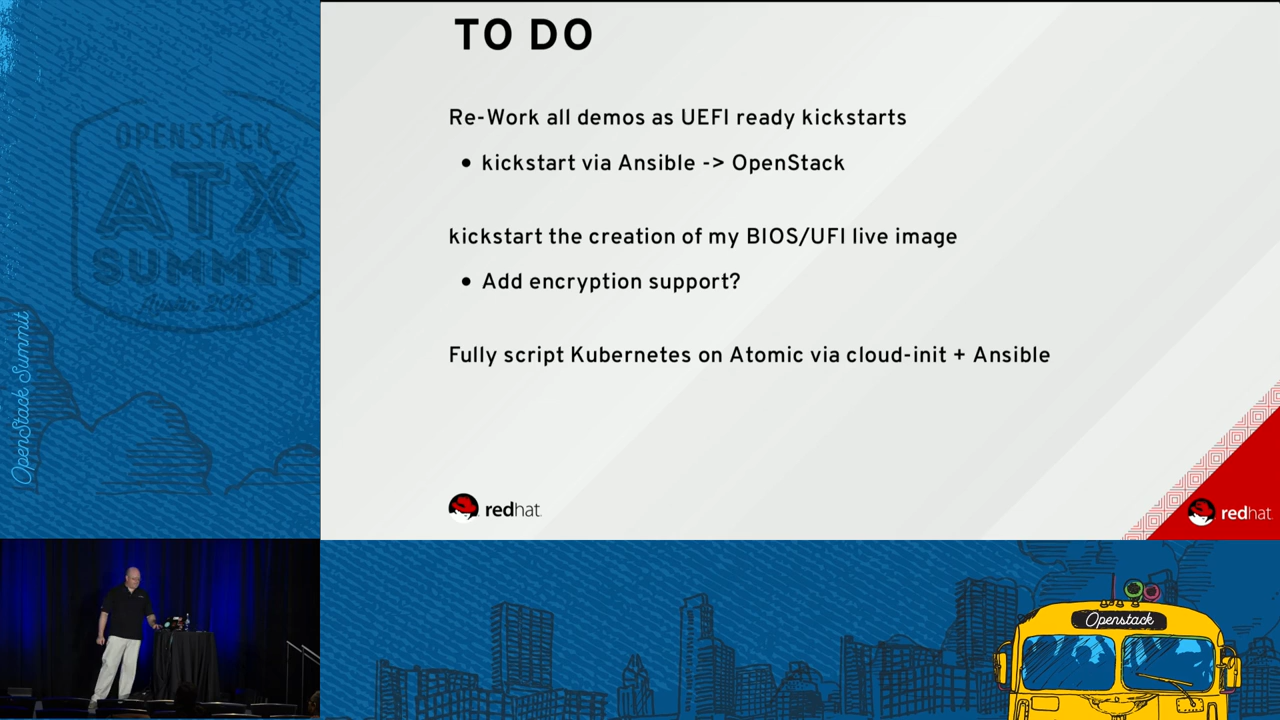 TO DO
Re-Work all demos as UEFI ready kickstarts
• kickstart via Ansible -> OpenStack
kickstart the creation of my BIOS/UFI live image
• Add encryption support?
Fully script Kubernetes on Atomic via cloud-init + Ansible
redhat.
redhat.
OPENSTACK
ATX
SUMMIT
Austin 2016
OpenStack Summit
Openstack